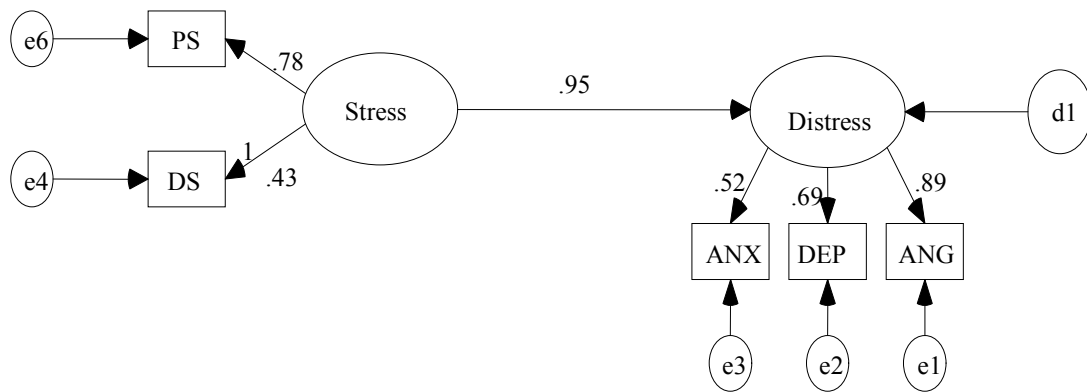 e6
PS
.78
Stress
.95
Distress
d1
1
.43
e4
DS
.52
.69
.89
ANX
DEP
ANG
e3
e2
e1